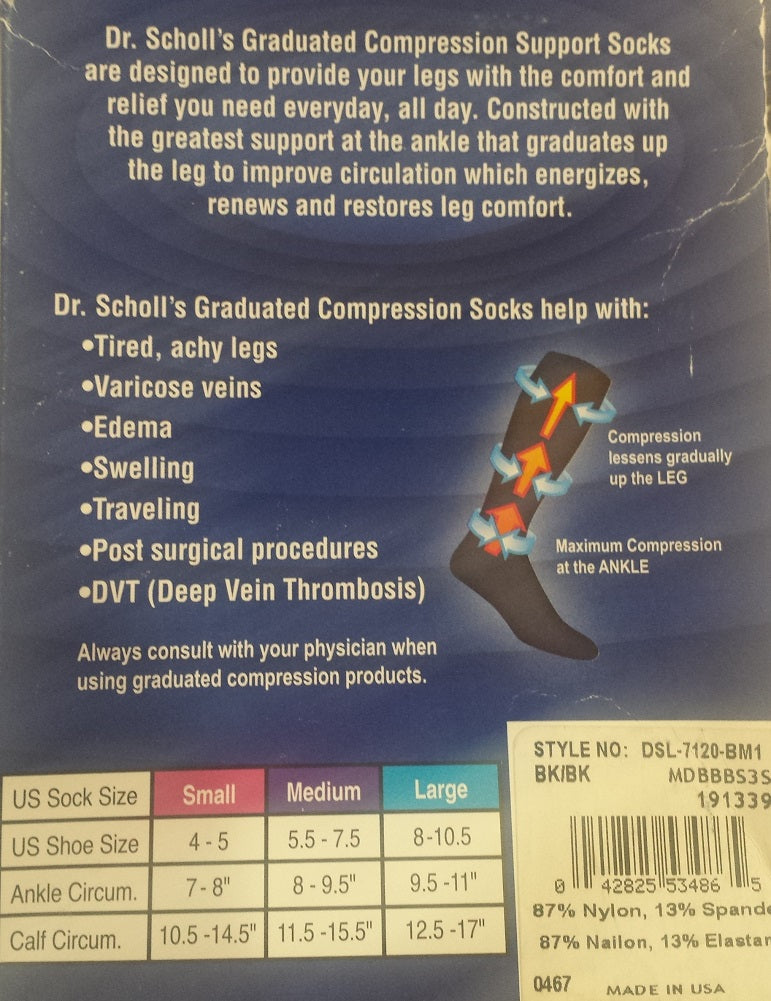 Dr. Scholl's Graduated Compression Support Socks
are designed to provide your legs with the comfort and
relief you need everyday, all day. Constructed with
the greatest support at the ankle that graduates up
the leg to improve circulation which energizes,
renews and restores leg comfort.
Dr. Scholl's Graduated Compression Socks help with:
•Tired, achy legs
•Varicose veins
•Edema
•Swelling
•Traveling
•Post surgical procedures
•DVT (Deep Vein Thrombosis)
Compression
lessens gradually
up the LEG
Maximum Compression
at the ANKLE
Always consult with your physician when
using graduated compression products.
US Sock Size Small Medium Large
US Shoe Size 4 - 5 5.5 - 7.5 8-10.5
Ankle Circum. 7- 8" 8 - 9.5" 9.5 -11"
Calf Circum. 10.5 -14.5" 11.5 -15.5" 12.5 -17"
STYLE NO: DSL-7120-BM1
BK/BK MDBBBS3S
191339
0 42825 53486 5
87% Nylon, 13% Spande
87% Nailon, 13% Elastan
0467 MADE IN USA